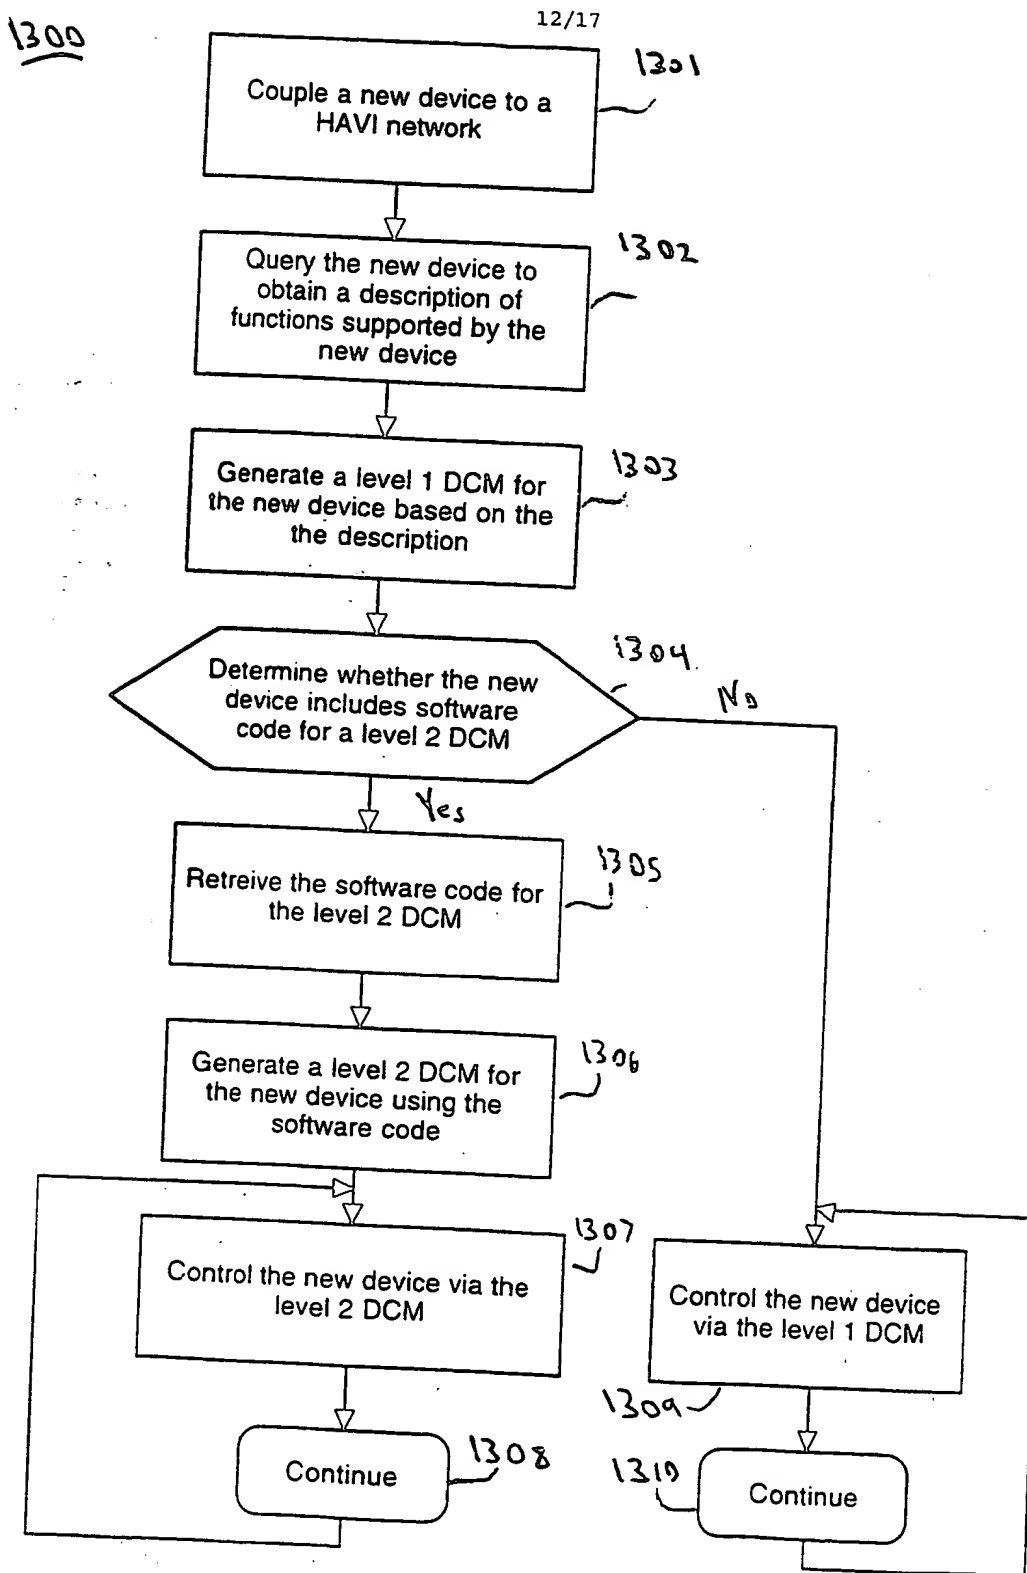 12/17
1300
Couple a new device to a
HAVI network
1301
Query the new device to
obtain a description of
functions supported by the
new device
1302
Generate a level 1 DCM for
the new device based on the
the description
1303
Determine whether the new
device includes software
code for a level 2 DCM
1304
No
Yes
Retreive the software code for
the level 2 DCM
1305
Generate a level 2 DCM for
the new device using the
software code
1306
Control the new device via the
level 2 DCM
1307
Control the new device
via the level 1 DCM
1309
Continue
1308
1310
Continue